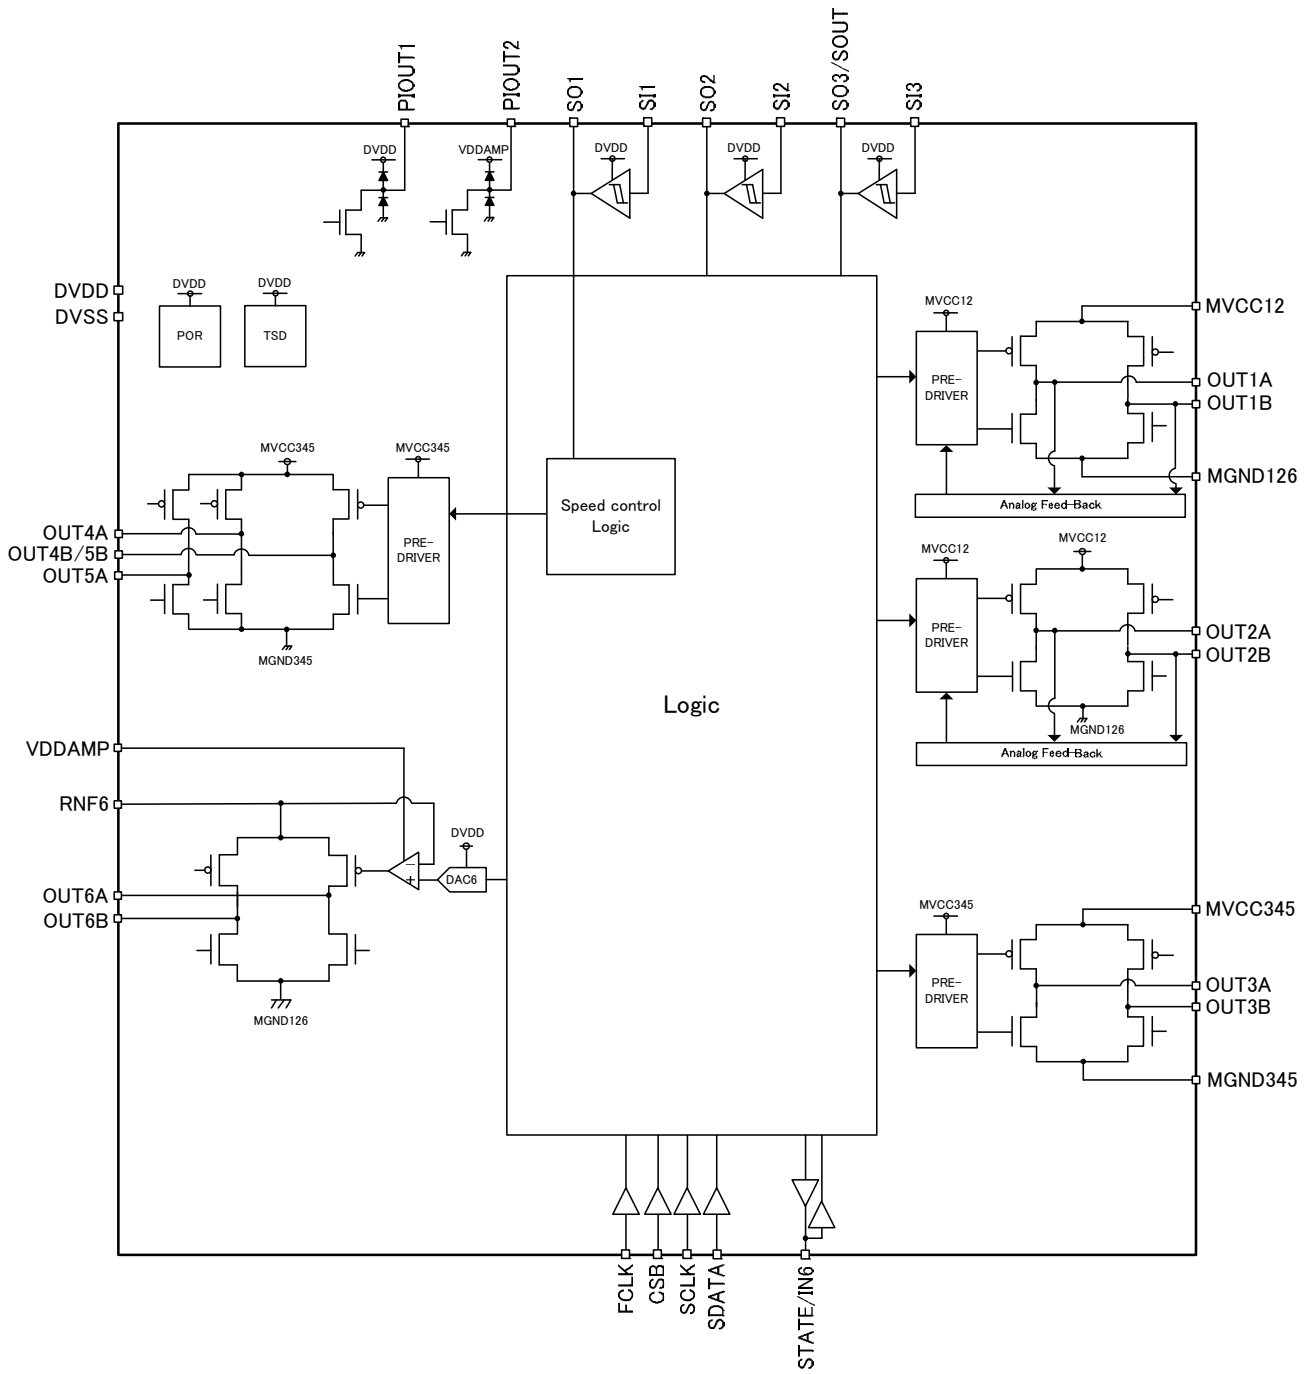 PIOUT1
PIOUT2
SO1
SI1
SO2
SI2
SO3/SOUT
SI3
DVDD
VDDAMP
DVDD
DVDD
DVDD
DVDD
DVSS
DVDD
POR
DVDD
TSD
MVCC12
PRE-
DRIVER
MVCC12
OUT1A
OUT1B
MGND126
Analog Feed-Back
MVCC345
MVCC345
PRE-
DRIVER
OUT4A
OUT4B/5B
OUT5A
MGND345
Speed control
Logic
MVCC12
MVCC12
PRE-
DRIVER
OUT2A
OUT2B
MGND126
Analog Feed-Back
Logic
VDDAMP
RNF6
DVDD
DAC6
−
+
OUT6A
OUT6B
MGND126
MVCC345
PRE-
DRIVER
MVCC345
OUT3A
OUT3B
MGND345
FCLK
CSB
SCLK
SDATA
STATE/IN6